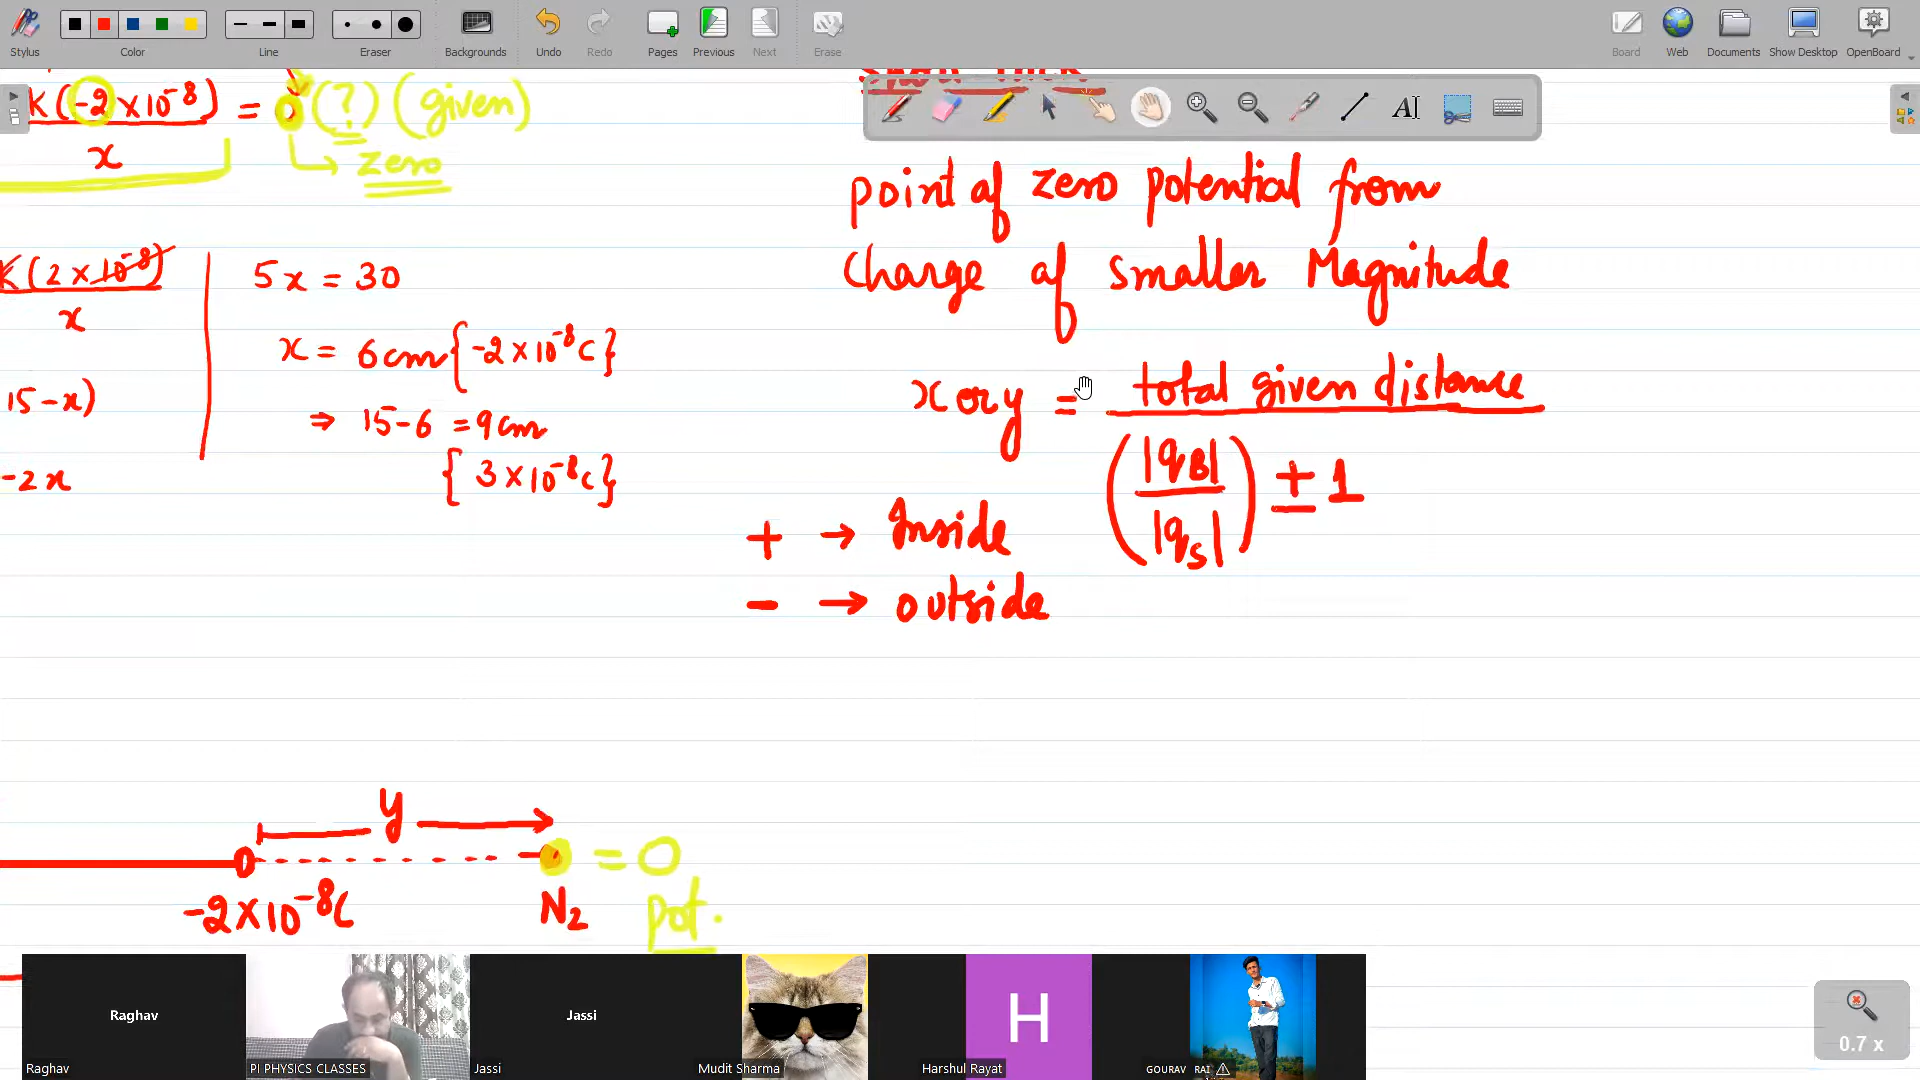 Stylus
Color
Line
Eraser
Backgrounds
Undo
Redo
Pages
Previous
Next
Erase
Board
Web
Documents
Show Desktop
OpenBoard
K(-2×10-8) = 0 (?) (given)
x
→ zero
K(2×10-8)
x
15-x)
-2x
5x = 30
x = 6cm {-2×10-8C}
⇒ 15-6 = 9cm
{3×10-8C}
point of zero potential from
charge of smaller Magnitude
x or y = total given distance
(|qB| / |qS|) ± 1
+ → Inside
- → outside
y
= 0
-2×10-8C
N2
pot.
Raghav
Raghav
PI PHYSICS CLASSES
Jassi
Jassi
Mudit Sharma
H
Harshul Rayat
GOURAV RAI
0.7 x